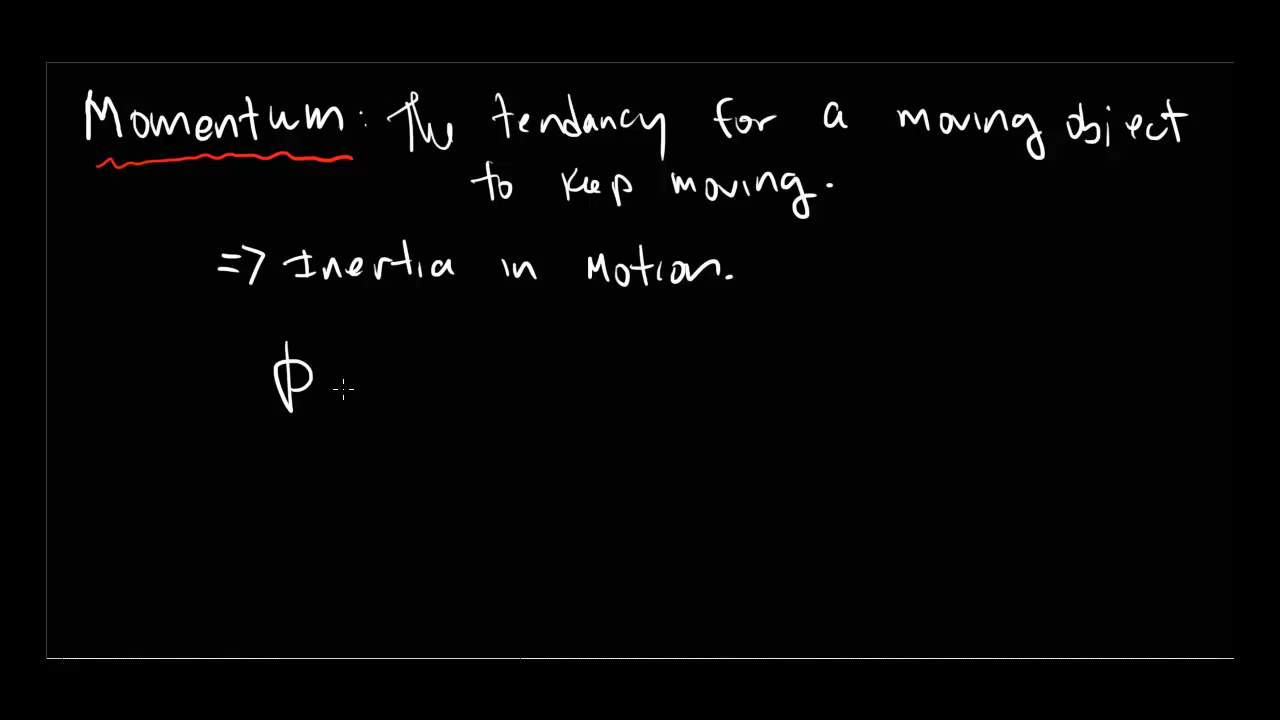 Momentum: The tendancy for a moving object
to keep moving.
=> Inertia in Motion.
p